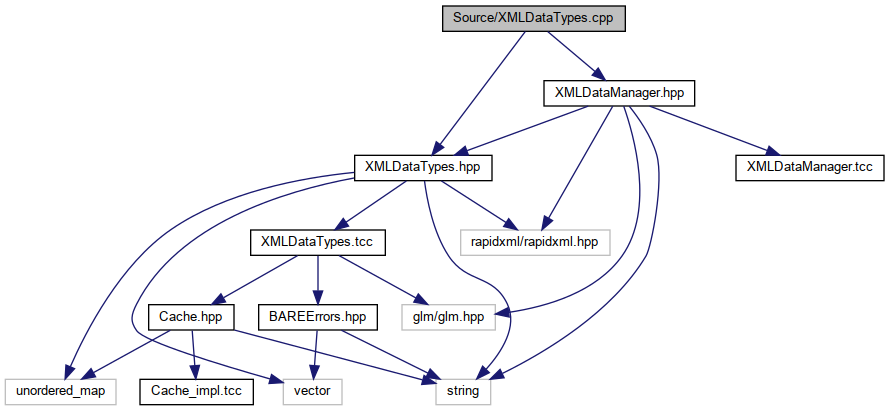 Source/XMLDataTypes.cpp
XMLDataManager.hpp
XMLDataTypes.hpp
XMLDataManager.tcc
XMLDataTypes.tcc
rapidxml/rapidxml.hpp
Cache.hpp
BAREErrors.hpp
glm/glm.hpp
unordered_map
Cache_impl.tcc
vector
string